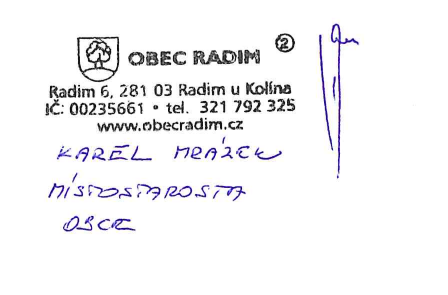 OBEC RADIM 2
Radim 6, 281 03 Radim u Kolína
IČ: 00235661 • tel. 321 792 325
www.obecradim.cz
KAREL MRÁZEK
MÍSTOSTAROSTA
OBCE